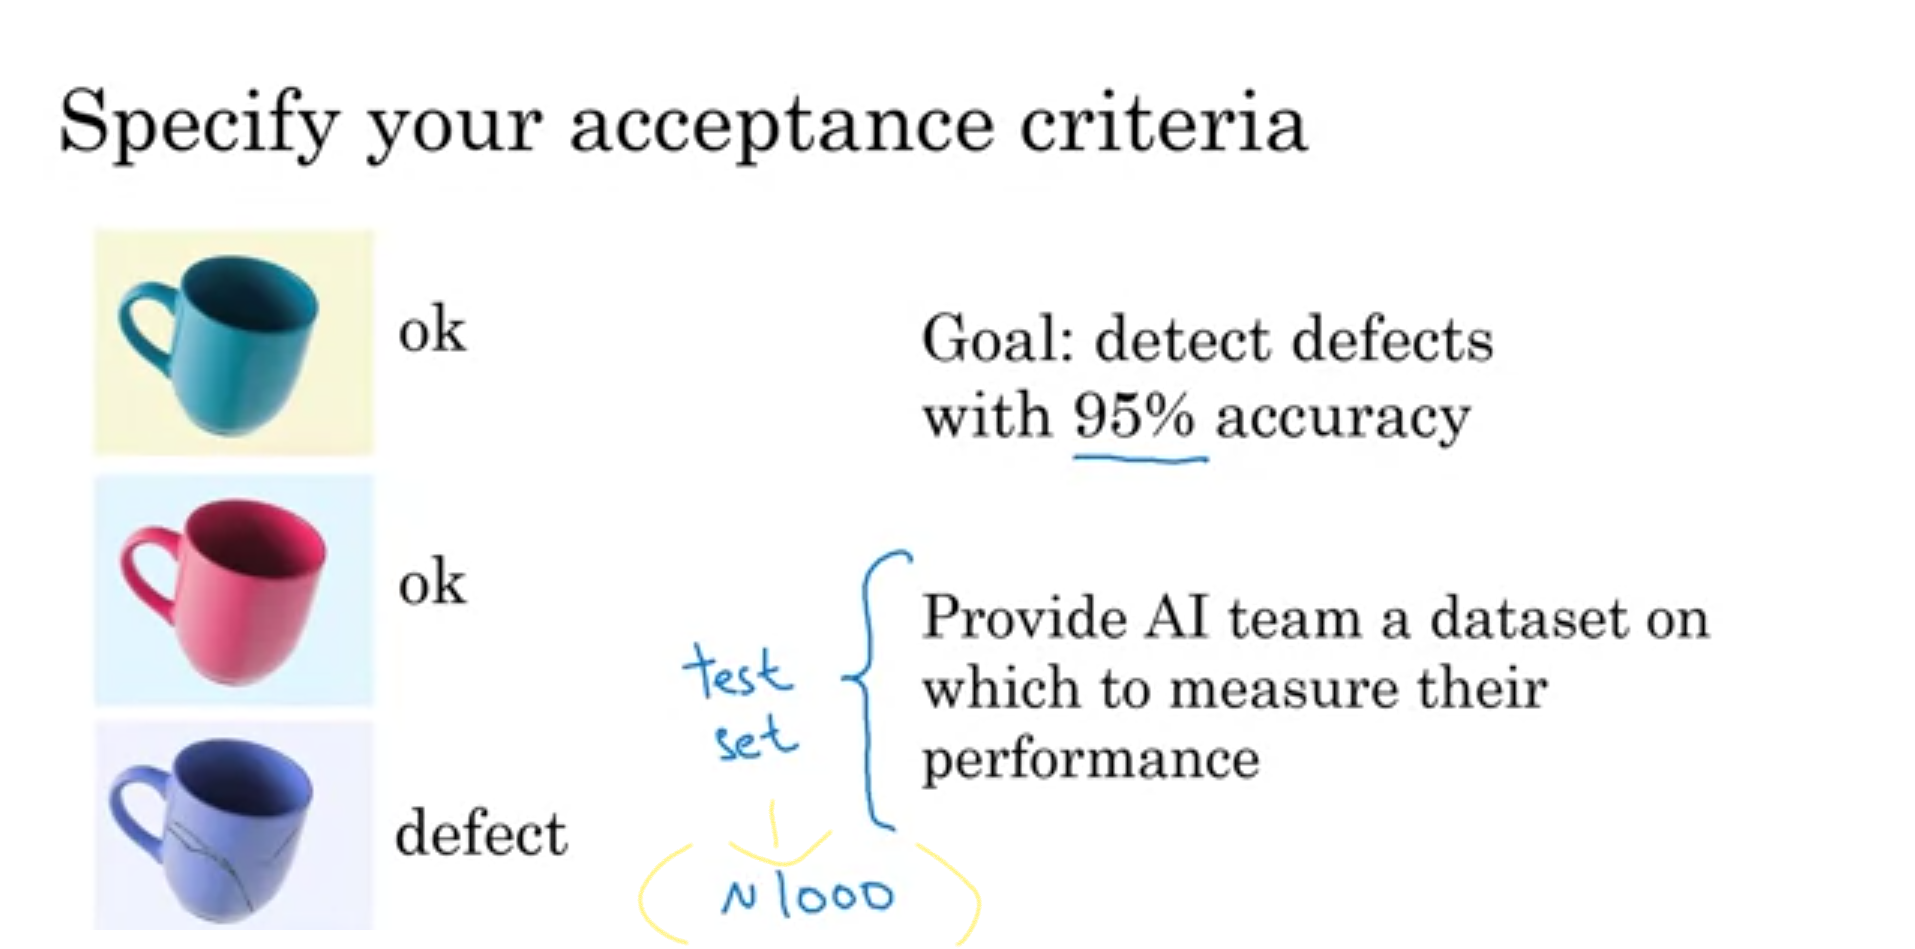 Specify your acceptance criteria
ok
ok
defect
Goal: detect defects
with 95% accuracy
test
set
~1000
Provide AI team a dataset on
which to measure their
performance